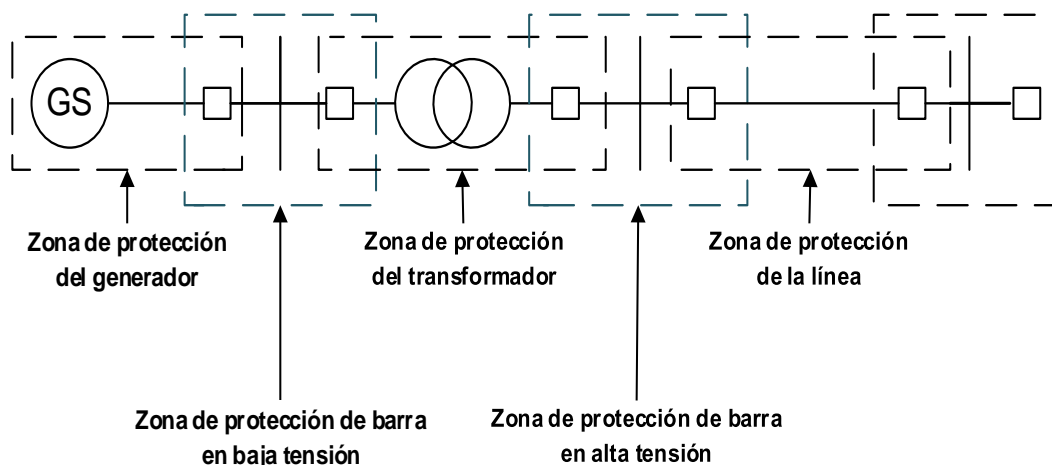 GS
Zona de protección
del generador
Zona de protección
del transformador
Zona de protección
de la línea
Zona de protección de barra
en baja tensión
Zona de protección de barra
en alta tensión